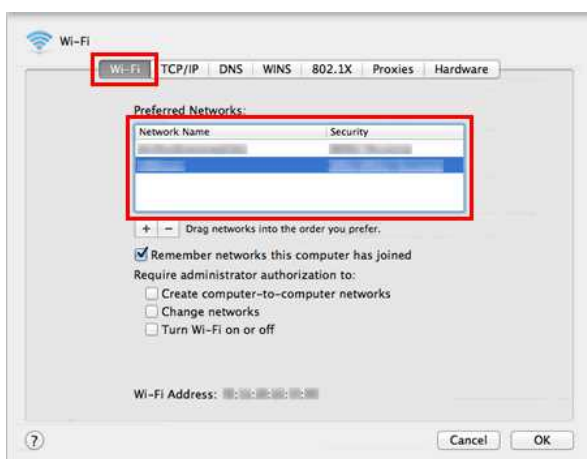 Wi-Fi
Wi-Fi TCP/IP DNS WINS 802.1X Proxies Hardware
Preferred Networks:
Network Name Security
+ - Drag networks into the order you prefer.
Remember networks this computer has joined
Require administrator authorization to:
Create computer-to-computer networks
Change networks
Turn Wi-Fi on or off
Wi-Fi Address:
? Cancel OK